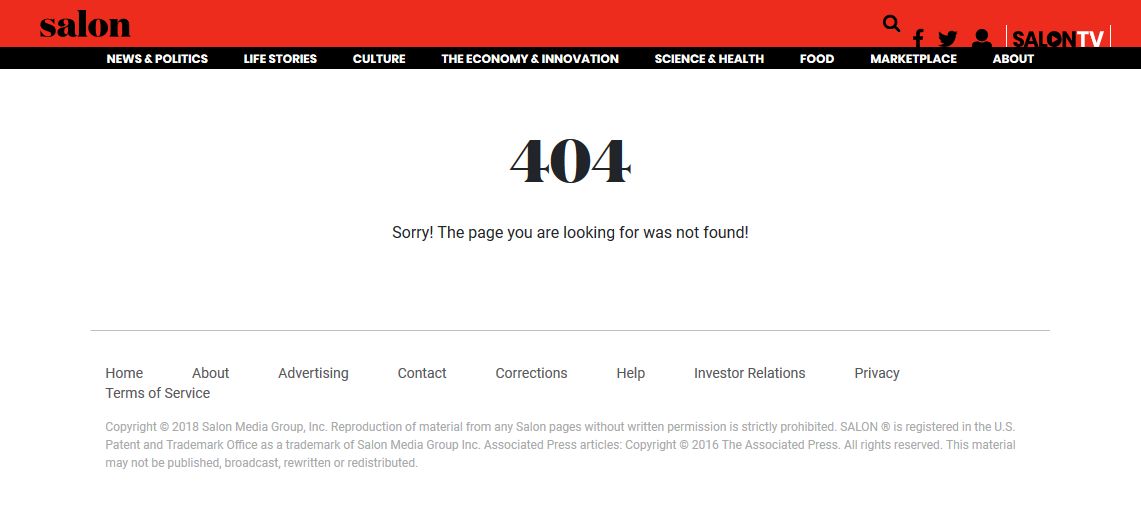 salon
SALONTV
NEWS & POLITICS LIFE STORIES CULTURE THE ECONOMY & INNOVATION SCIENCE & HEALTH FOOD MARKETPLACE ABOUT
404
Sorry! The page you are looking for was not found!
Home About Advertising Contact Corrections Help Investor Relations Privacy
Terms of Service
Copyright © 2018 Salon Media Group, Inc. Reproduction of material from any Salon pages without written permission is strictly prohibited. SALON ® is registered in the U.S.
Patent and Trademark Office as a trademark of Salon Media Group Inc. Associated Press articles: Copyright © 2016 The Associated Press. All rights reserved. This material
may not be published, broadcast, rewritten or redistributed.